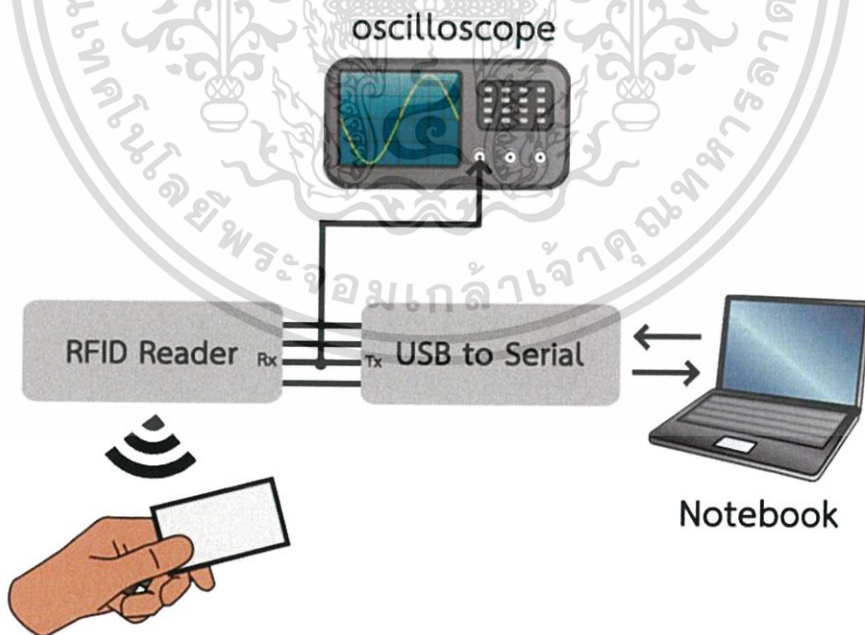 oscilloscope
RFID Reader Rx
Tx USB to Serial
Notebook